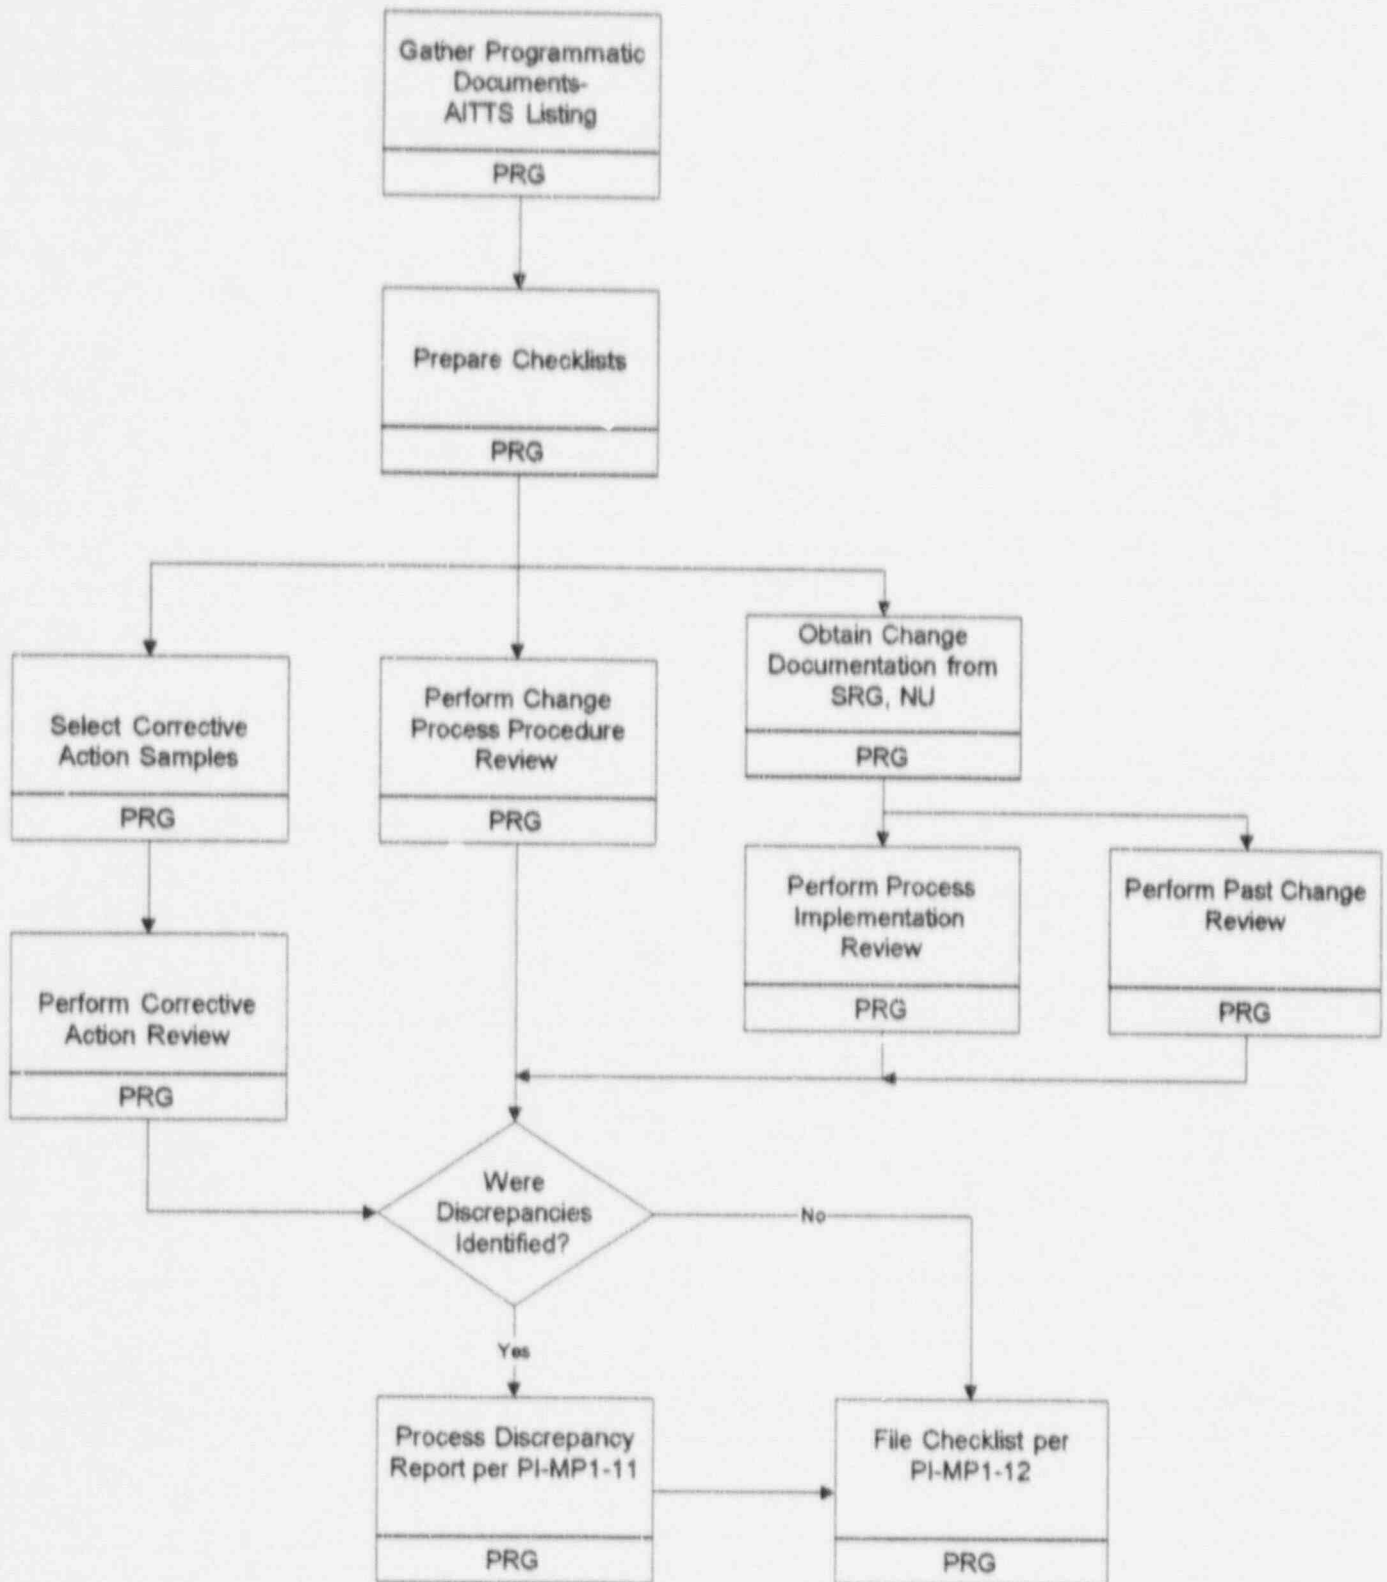 Gather Programmatic
Documents-
AITTS Listing
PRG
Prepare Checklists
PRG
Select Corrective
Action Samples
PRG
Perform Change
Process Procedure
Review
PRG
Obtain Change
Documentation from
SRG, NU
PRG
Perform Corrective
Action Review
PRG
Perform Process
Implementation
Review
PRG
Perform Past Change
Review
PRG
Were
Discrepancies
Identified?
No
Yes
Process Discrepancy
Report per PI-MP1-11
PRG
File Checklist per
PI-MP1-12
PRG